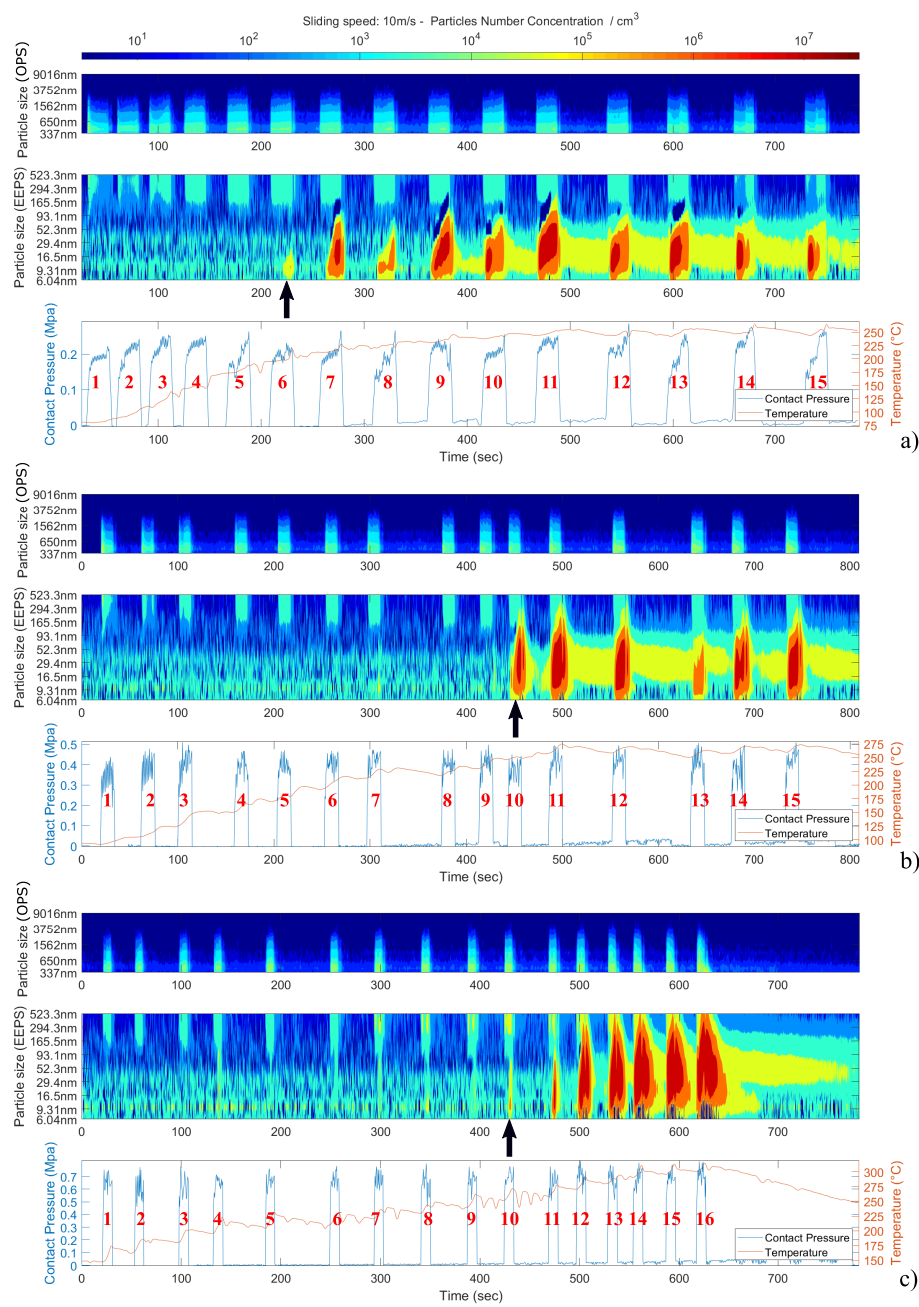 Sliding speed: 10m/s - Particles Number Concentration / cm³
10¹ 10² 10³ 10⁴ 10⁵ 10⁶ 10⁷
Particle size (OPS)
9016nm
3752nm
1562nm
650nm
337nm
100 200 300 400 500 600 700
Particle size (EEPS)
523.3nm
294.3nm
165.5nm
93.1nm
52.3nm
29.4nm
16.5nm
9.31nm
6.04nm
100 200 300 400 500 600 700
Contact Pressure (Mpa)
0.2
0.1
0
1 2 3 4 5 6 7 8 9 10 11 12 13 14 15
Contact Pressure
Temperature
250
225
200
175
150
125
100
75
Temperature (°C)
100 200 300 400 500 600 700
Time (sec)
a)
Particle size (OPS)
9016nm
3752nm
1562nm
650nm
337nm
0 100 200 300 400 500 600 700 800
Particle size (EEPS)
523.3nm
294.3nm
165.5nm
93.1nm
52.3nm
29.4nm
16.5nm
9.31nm
6.04nm
0 100 200 300 400 500 600 700 800
Contact Pressure (Mpa)
0.5
0.4
0.3
0.2
0.1
0
1 2 3 4 5 6 7 8 9 10 11 12 13 14 15
Contact Pressure
Temperature
275
250
225
200
175
150
125
100
Temperature (°C)
0 100 200 300 400 500 600 700 800
Time (sec)
b)
Particle size (OPS)
9016nm
3752nm
1562nm
650nm
337nm
0 100 200 300 400 500 600 700
Particle size (EEPS)
523.3nm
294.3nm
165.5nm
93.1nm
52.3nm
29.4nm
16.5nm
9.31nm
6.04nm
0 100 200 300 400 500 600 700
Contact Pressure (Mpa)
0.7
0.6
0.5
0.4
0.3
0.2
0.1
0
1 2 3 4 5 6 7 8 9 10 11 12 13 14 15 16
Contact Pressure
Temperature
300
275
250
225
200
175
150
Temperature (°C)
0 100 200 300 400 500 600 700
Time (sec)
c)